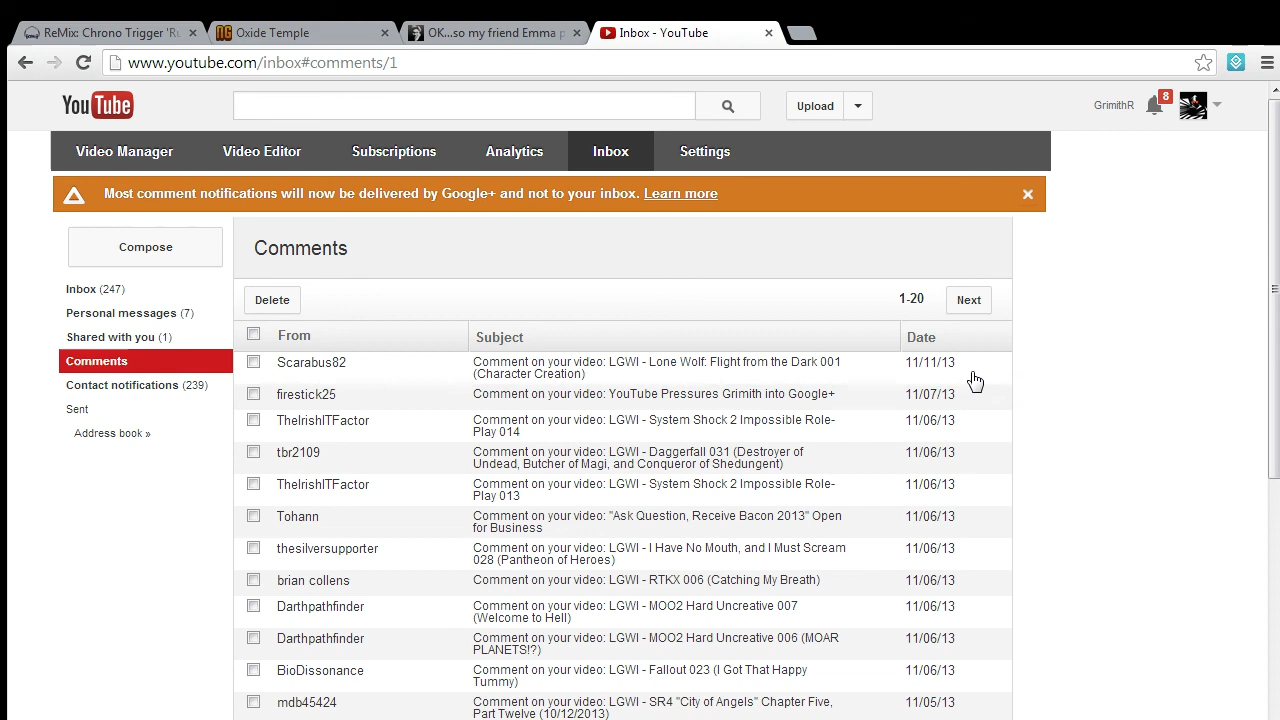 ReMix: Chrono Trigger 'Ru
Oxide Temple
OK...so my friend Emma p
Inbox - YouTube
www.youtube.com/inbox#comments/1
YouTube
Upload
GrimithR
8
Video Manager
Video Editor
Subscriptions
Analytics
Inbox
Settings
Most comment notifications will now be delivered by Google+ and not to your inbox. Learn more
Compose
Inbox (247)
Personal messages (7)
Shared with you (1)
Comments
Contact notifications (239)
Sent
Address book »
Comments
Delete
1-20
Next
From
Subject
Date
Scarabus82
Comment on your video: LGWI - Lone Wolf: Flight from the Dark 001
(Character Creation)
11/11/13
firestick25
Comment on your video: YouTube Pressures Grimith into Google+
11/07/13
TheIrishITFactor
Comment on your video: LGWI - System Shock 2 Impossible Role-
Play 014
11/06/13
tbr2109
Comment on your video: LGWI - Daggerfall 031 (Destroyer of
Undead, Butcher of Magi, and Conqueror of Shedungent)
11/06/13
TheIrishITFactor
Comment on your video: LGWI - System Shock 2 Impossible Role-
Play 013
11/06/13
Tohann
Comment on your video: "Ask Question, Receive Bacon 2013" Open
for Business
11/06/13
thesilversupporter
Comment on your video: LGWI - I Have No Mouth, and I Must Scream
028 (Pantheon of Heroes)
11/06/13
brian collens
Comment on your video: LGWI - RTKX 006 (Catching My Breath)
11/06/13
Darthpathfinder
Comment on your video: LGWI - MOO2 Hard Uncreative 007
(Welcome to Hell)
11/06/13
Darthpathfinder
Comment on your video: LGWI - MOO2 Hard Uncreative 006 (MOAR
PLANETS!?)
11/06/13
BioDissonance
Comment on your video: LGWI - Fallout 023 (I Got That Happy
Tummy)
11/06/13
mdb45424
Comment on your video: LGWI - SR4 "City of Angels" Chapter Five,
Part Twelve (10/12/2013)
11/05/13